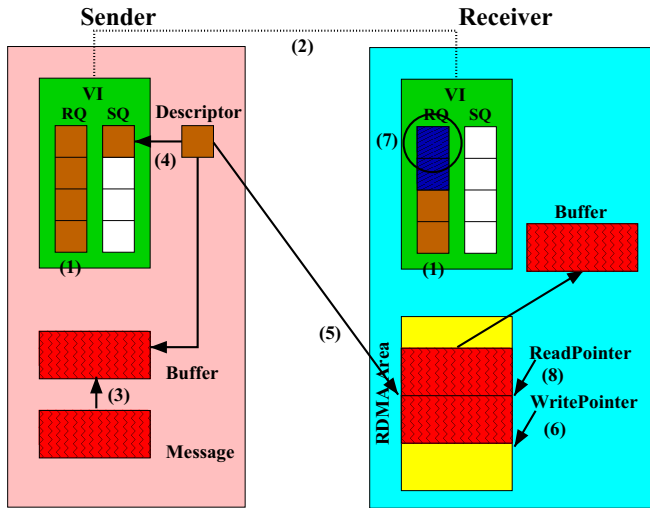 Sender
Receiver
(2)
VI
RQ SQ
Descriptor
(4)
(1)
VI
RQ SQ
(7)
(1)
Buffer
(5)
RDMA Area
ReadPointer
(8)
WritePointer
(6)
Buffer
(3)
Message